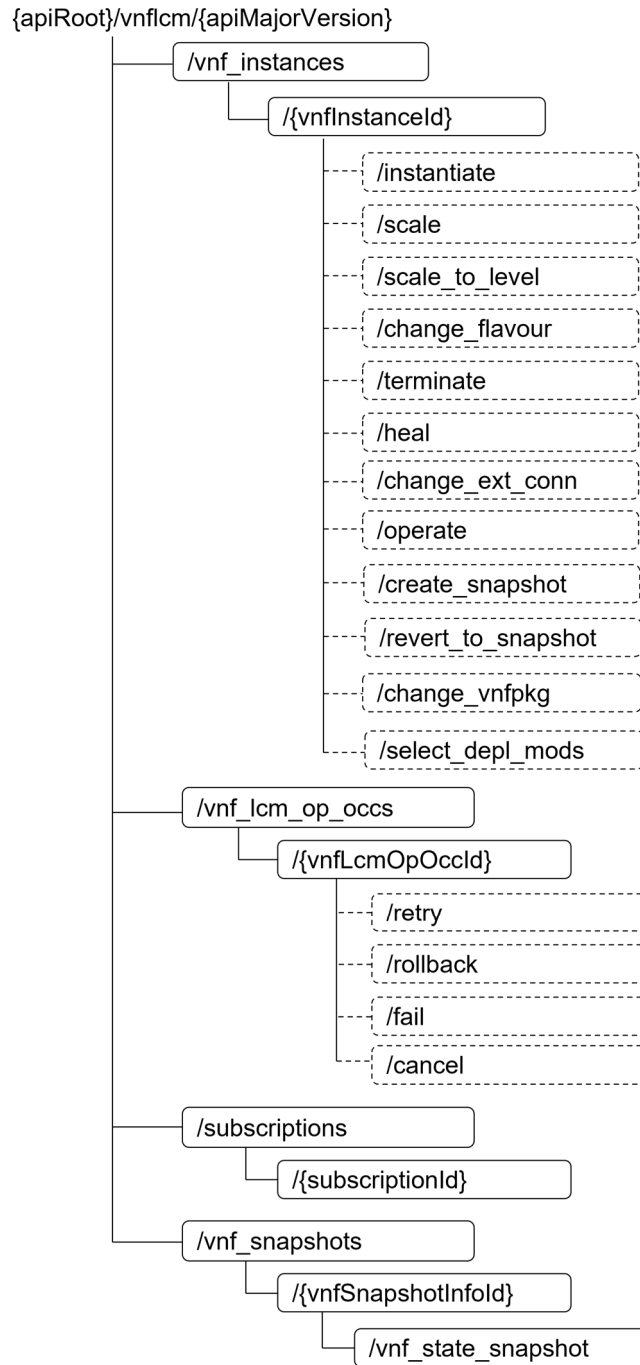 {apiRoot}/vnflcm/{apiMajorVersion}
/vnf_instances
/{vnfInstanceId}
/instantiate
/scale
/scale_to_level
/change_flavour
/terminate
/heal
/change_ext_conn
/operate
/create_snapshot
/revert_to_snapshot
/change_vnfpkg
/select_depl_mods
/vnf_lcm_op_occs
/{vnfLcmOpOccId}
/retry
/rollback
/fail
/cancel
/subscriptions
/{subscriptionId}
/vnf_snapshots
/{vnfSnapshotInfoId}
/vnf_state_snapshot